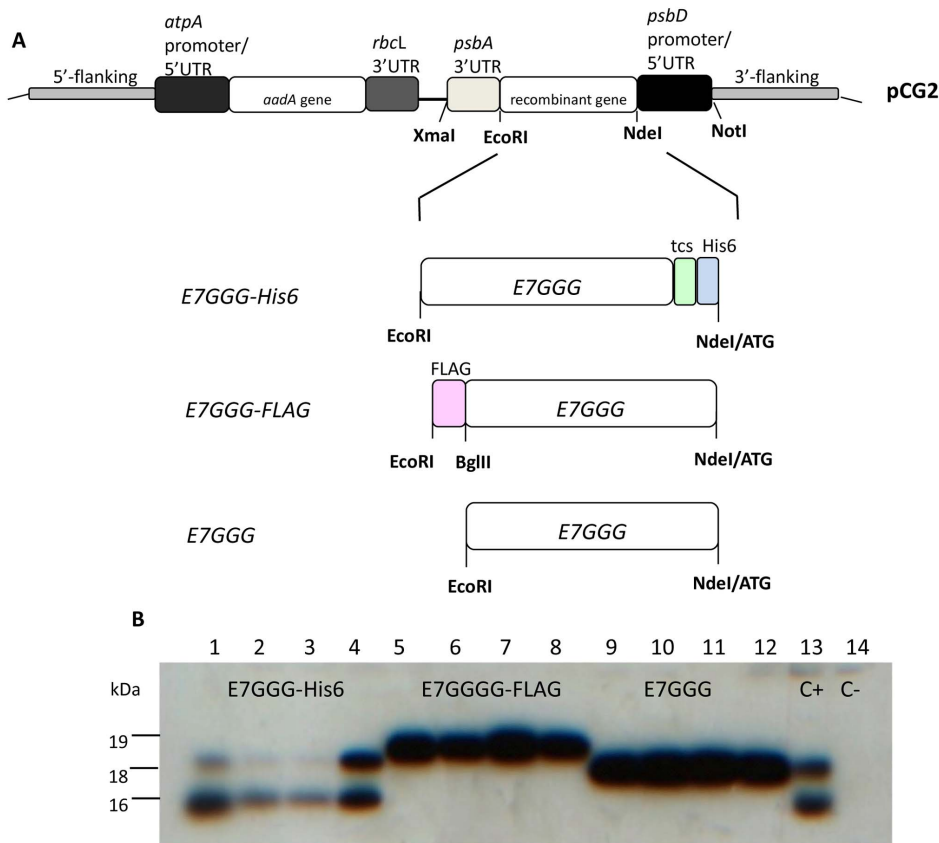 A
atpA
promoter/
5'UTR
rbcL
3'UTR
psbA
3'UTR
psbD
promoter/
5'UTR
5'-flanking
aadA gene
recombinant gene
3'-flanking
pCG2
XmaI
EcoRI
NdeI
NotI
tcs His6
E7GGG-His6
E7GGG
EcoRI
NdeI/ATG
FLAG
E7GGG-FLAG
E7GGG
EcoRI
BglII
NdeI/ATG
E7GGG
E7GGG
EcoRI
NdeI/ATG
B
1 2 3 4 5 6 7 8 9 10 11 12 13 14
kDa
E7GGG-His6 E7GGGG-FLAG E7GGG C+ C-
19
18
16